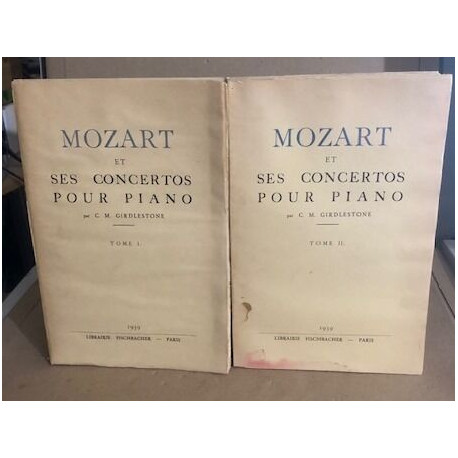 MOZART
ET
SES CONCERTOS
POUR PIANO
par C. M. GIRDLESTONE
TOME I.
1939
LIBRAIRIE FISCHBACHER — PARIS
MOZART
ET
SES CONCERTOS
POUR PIANO
par C. M. GIRDLESTONE
TOME II.
1939
LIBRAIRIE FISCHBACHER — PARIS